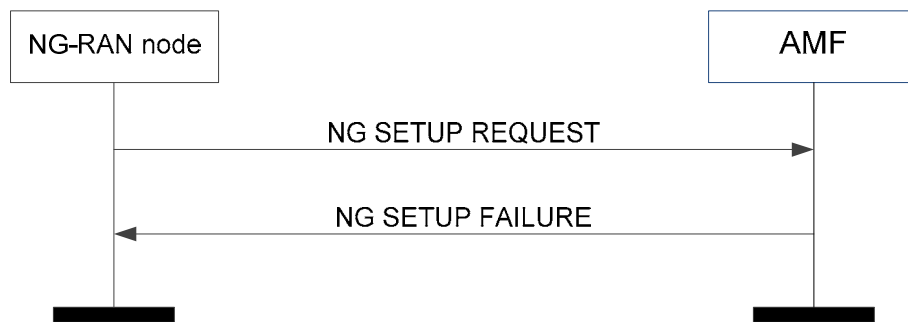 NG-RAN node
AMF
NG SETUP REQUEST
NG SETUP FAILURE